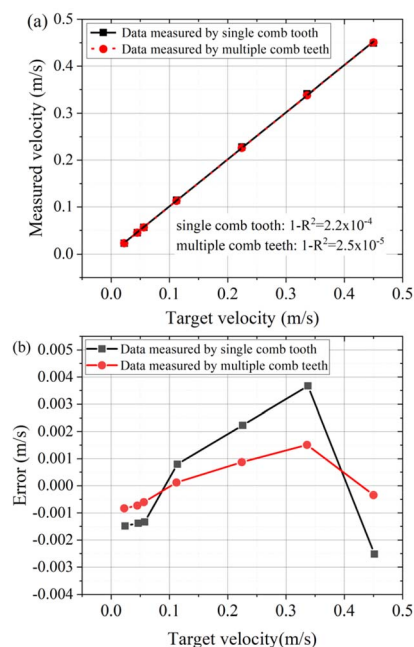 (a)
Data measured by single comb tooth
Data measured by multiple comb teeth
Measured velocity (m/s)
0.5
0.4
0.3
0.2
0.1
0.0
single comb tooth: 1-R²=2.2x10⁻⁴
multiple comb teeth: 1-R²=2.5x10⁻⁵
0.0 0.1 0.2 0.3 0.4 0.5
Target velocity (m/s)
(b)
Data measured by single comb tooth
Data measured by multiple comb teeth
Error (m/s)
0.005
0.004
0.003
0.002
0.001
0.000
-0.001
-0.002
-0.003
-0.004
0.0 0.1 0.2 0.3 0.4 0.5
Target velocity(m/s)